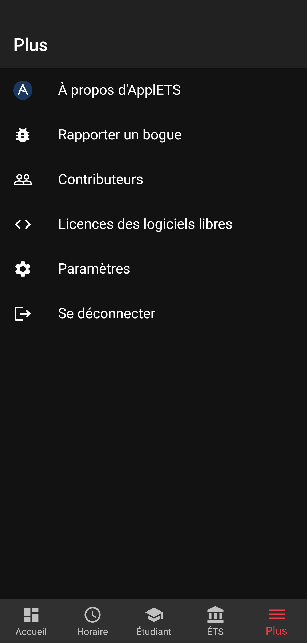 Plus
À propos d'ApplETS
Rapporter un bogue
Contributeurs
Licences des logiciels libres
Paramètres
Se déconnecter
Accueil
Horaire
Étudiant
ÉTS
Plus